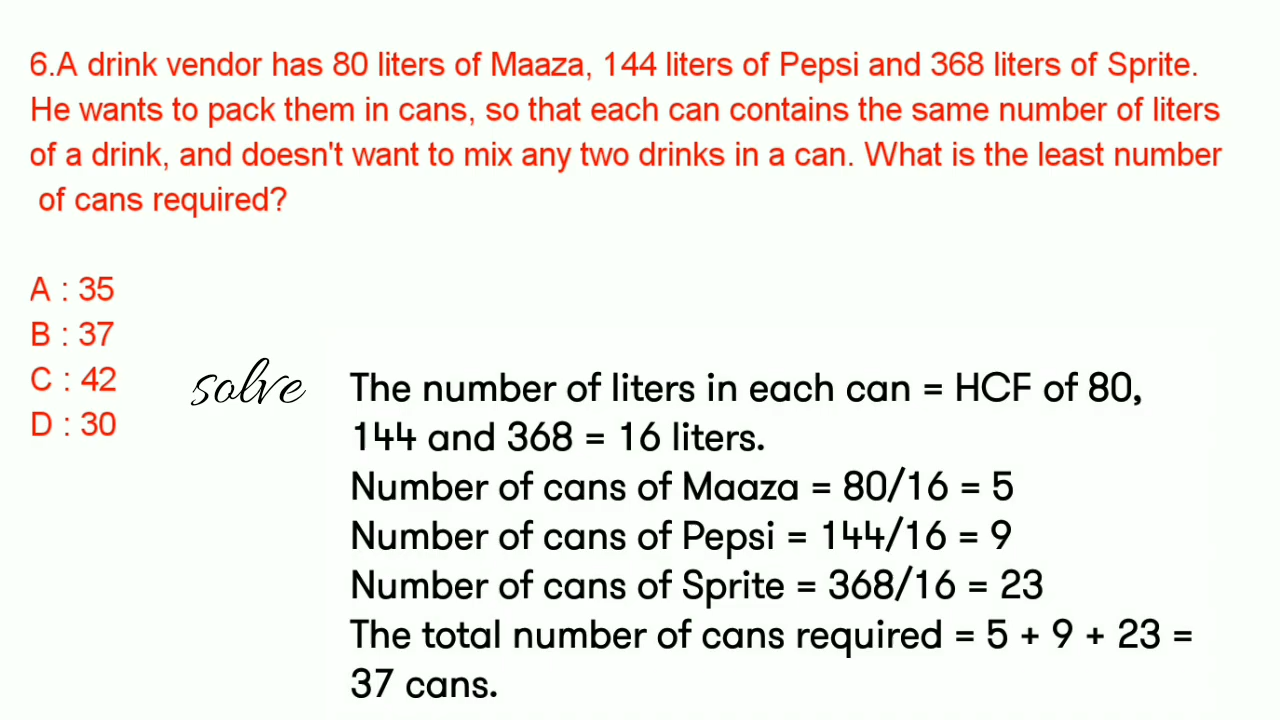 6.A drink vendor has 80 liters of Maaza, 144 liters of Pepsi and 368 liters of Sprite.
He wants to pack them in cans, so that each can contains the same number of liters
of a drink, and doesn't want to mix any two drinks in a can. What is the least number
of cans required?
A : 35
B : 37
C : 42
D : 30
solve
The number of liters in each can = HCF of 80,
144 and 368 = 16 liters.
Number of cans of Maaza = 80/16 = 5
Number of cans of Pepsi = 144/16 = 9
Number of cans of Sprite = 368/16 = 23
The total number of cans required = 5 + 9 + 23 =
37 cans.